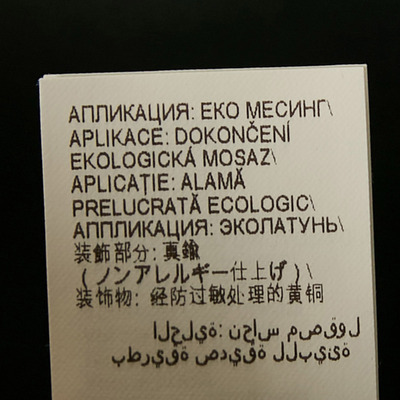 АПЛИКАЦИЯ: ЕКО МЕСИНГ\
APLIKACE: DOKONČENÍ
EKOLOGICKÁ MOSAZ\
APLICAȚIE: ALAMĂ
PRELUCRATĂ ECOLOGIC\
АППЛИКАЦИЯ: ЭКОЛАТУНЬ\
装飾部分: 真鍮
(ノンアレルギー仕上げ)\
装饰物: 经防过敏处理的黄铜
الحلية: نحاس مصقول
بطريقة صديقة للبيئة